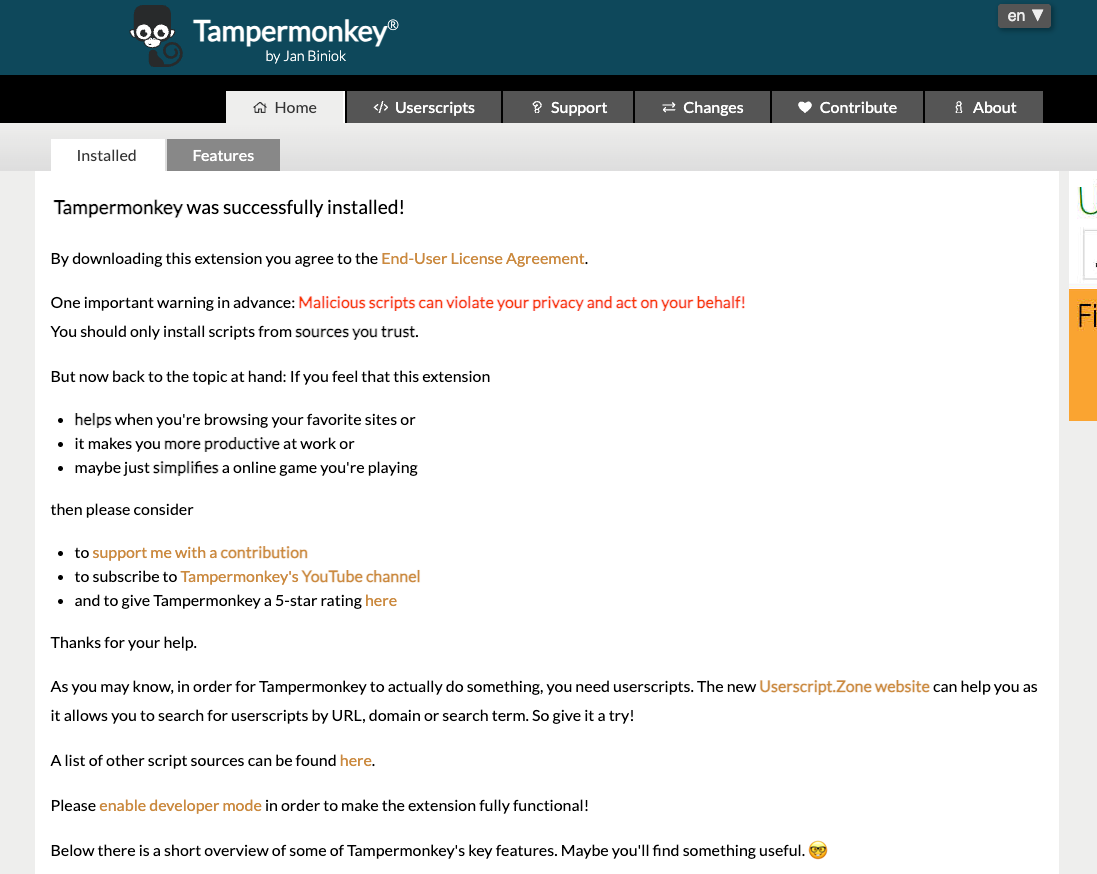 Tampermonkey®
by Jan Biniok
en ▼
Home
Userscripts
Support
Changes
Contribute
About
Installed
Features
Tampermonkey was successfully installed!
By downloading this extension you agree to the End-User License Agreement.
One important warning in advance: Malicious scripts can violate your privacy and act on your behalf!
You should only install scripts from sources you trust.
But now back to the topic at hand: If you feel that this extension
• helps when you're browsing your favorite sites or
• it makes you more productive at work or
• maybe just simplifies a online game you're playing
then please consider
• to support me with a contribution
• to subscribe to Tampermonkey's YouTube channel
• and to give Tampermonkey a 5-star rating here
Thanks for your help.
As you may know, in order for Tampermonkey to actually do something, you need userscripts. The new Userscript.Zone website can help you as
it allows you to search for userscripts by URL, domain or search term. So give it a try!
A list of other script sources can be found here.
Please enable developer mode in order to make the extension fully functional!
Below there is a short overview of some of Tampermonkey's key features. Maybe you'll find something useful. 🤓